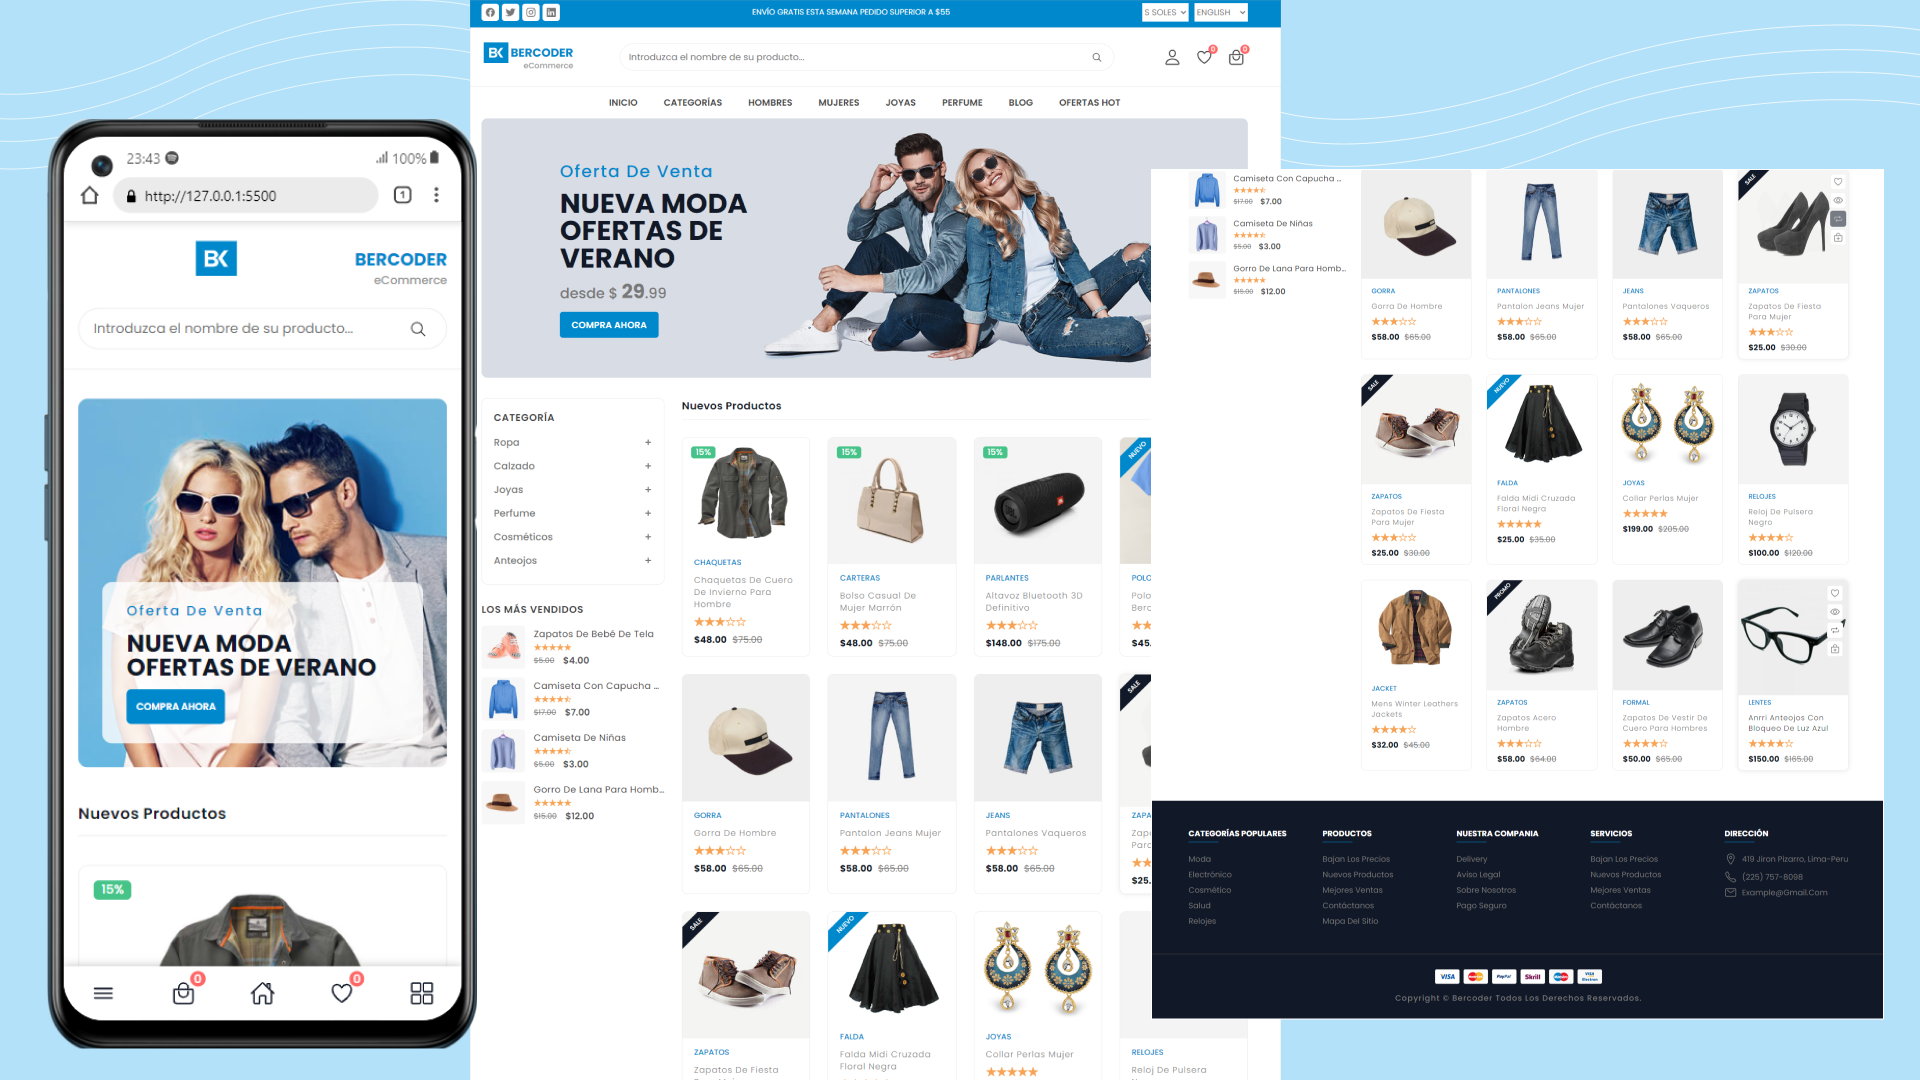 23:43
100%
http://127.0.0.1:5500
1
BK
BERCODER
eCommerce
Introduzca el nombre de su producto...
Oferta De Venta
NUEVA MODA
OFERTAS DE VERANO
COMPRA AHORA
Nuevos Productos
15%
0
0
ENVÍO GRATIS ESTA SEMANA PEDIDO SUPERIOR A $55
S SOLES
ENGLISH
BK BERCODER
eCommerce
Introduzca el nombre de su producto...
0
0
INICIO CATEGORÍAS HOMBRES MUJERES JOYAS PERFUME BLOG OFERTAS HOT
Oferta De Venta
NUEVA MODA
OFERTAS DE
VERANO
desde $ 29.99
COMPRA AHORA
CATEGORÍA
Ropa +
Calzado +
Joyas +
Perfume +
Cosméticos +
Anteojos +
LOS MÁS VENDIDOS
Zapatos De Bebé De Tela
$5.00 $4.00
Camiseta Con Capucha ...
$17.00 $7.00
Camiseta De Niñas
$5.00 $3.00
Gorro De Lana Para Homb...
$15.00 $12.00
Nuevos Productos
15%
CHAQUETAS
Chaquetas De Cuero
De Invierno Para
Hombre
$48.00 $75.00
15%
CARTERAS
Bolso Casual De
Mujer Marrón
$48.00 $75.00
15%
JBL
PARLANTES
Altavoz Bluetooth 3D
Definitivo
$148.00 $175.00
NUEVO
POLO
Polo
Berc
$45.
GORRA
Gorra De Hombre
$58.00 $65.00
PANTALONES
Pantalon Jeans Mujer
$58.00 $65.00
JEANS
Pantalones Vaqueros
$58.00 $65.00
SALE
ZAPA
Zapc
Parc
$25.
SALE
ZAPATOS
Zapatos De Fiesta
NUEVO
FALDA
Falda Midi Cruzada
Floral Negra
JOYAS
Collar Perlas Mujer
RELOJES
Reloj De Pulsera
Camiseta Con Capucha ...
$17.00 $7.00
Camiseta De Niñas
$5.00 $3.00
Gorro De Lana Para Homb...
$15.00 $12.00
GORRA
Gorra De Hombre
$58.00 $65.00
PANTALONES
Pantalon Jeans Mujer
$58.00 $65.00
JEANS
Pantalones Vaqueros
$58.00 $65.00
SALE
ZAPATOS
Zapatos De Fiesta
Para Mujer
$25.00 $30.00
SALE
ZAPATOS
Zapatos De Fiesta
Para Mujer
$25.00 $30.00
NUEVO
FALDA
Falda Midi Cruzada
Floral Negra
$25.00 $35.00
JOYAS
Collar Perlas Mujer
$199.00 $205.00
RELOJES
Reloj De Pulsera
Negro
$100.00 $120.00
JACKET
Mens Winter Leathers
Jackets
$32.00 $45.00
PROMO
ZAPATOS
Zapatos Acero
Hombre
$58.00 $64.00
FORMAL
Zapatos De Vestir De
Cuero Para Hombres
$50.00 $65.00
LENTES
Anrri Anteojos Con
Bloqueo De Luz Azul
$150.00 $165.00
CATEGORÍAS POPULARES
Moda
Electrónico
Cosmético
Salud
Relojes
PRODUCTOS
Bajan Los Precios
Nuevos Productos
Mejores Ventas
Contáctanos
Mapa Del Sitio
NUESTRA COMPANIA
Delivery
Aviso Legal
Sobre Nosotros
Pago Seguro
SERVICIOS
Bajan Los Precios
Nuevos Productos
Mejores Ventas
Contáctanos
DIRECCIÓN
419 Jiron Pizarro, Lima-Peru
(225) 757-8098
Example@Gmail.Com
VISA PayPal Skrill VISA Electron
Copyright © Bercoder Todos Los Derechos Reservados.